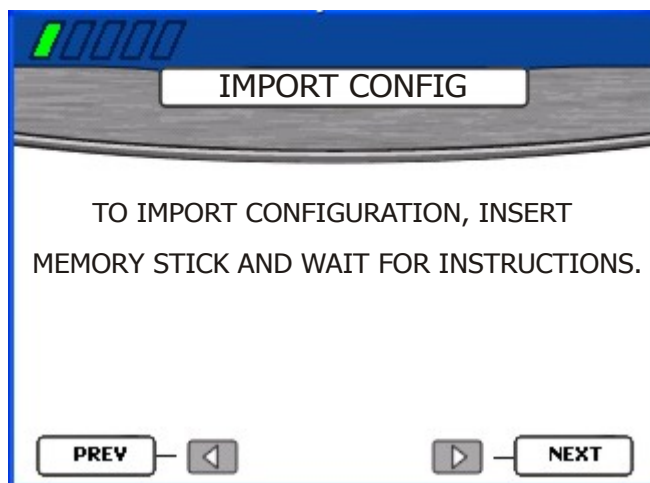 IMPORT CONFIG
TO IMPORT CONFIGURATION, INSERT
MEMORY STICK AND WAIT FOR INSTRUCTIONS.
PREV
NEXT